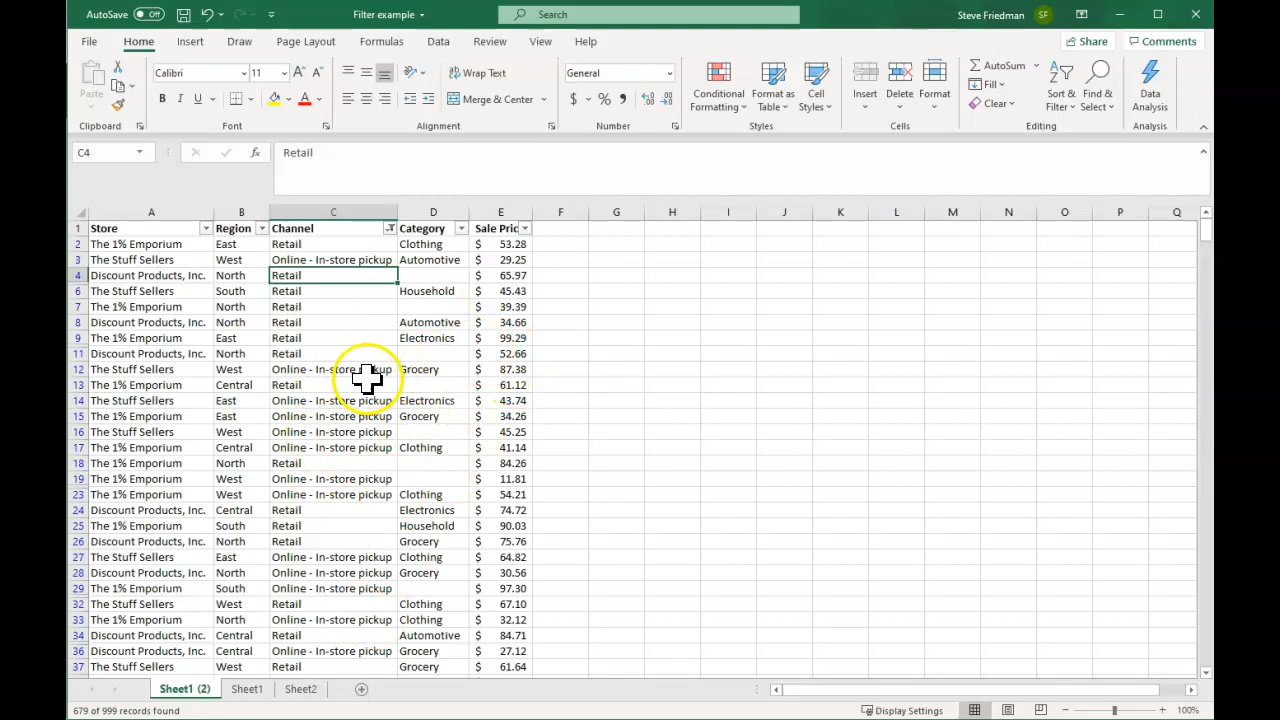 AutoSave Off Filter example Search Steve Friedman SF
File Home Insert Draw Page Layout Formulas Data Review View Help Share Comments
Paste Calibri 11 Wrap Text General Conditional Formatting Format as Table Cell Styles Insert Delete Format AutoSum Fill Clear Sort & Filter Find & Select Data Analysis
B I U A Merge & Center $ % ,
Clipboard Font Alignment Number Styles Cells Editing Analysis
C4 fx Retail
A B C D E F G H I J K L M N O P Q
1 Store Region Channel Category Sale Pric
2 The 1% Emporium East Retail Clothing $ 53.28
3 The Stuff Sellers West Online - In-store pickup Automotive $ 29.25
4 Discount Products, Inc. North Retail $ 65.97
6 The Stuff Sellers South Retail Household $ 45.43
7 The 1% Emporium North Retail $ 39.39
8 Discount Products, Inc. North Retail Automotive $ 34.66
9 The 1% Emporium East Retail Electronics $ 99.29
11 Discount Products, Inc. North Retail $ 52.66
12 The Stuff Sellers West Online - In-store pickup Grocery $ 87.38
13 The 1% Emporium Central Retail $ 61.12
14 The Stuff Sellers East Online - In-store pickup Electronics $ 43.74
15 The 1% Emporium East Online - In-store pickup Grocery $ 34.26
16 The Stuff Sellers West Online - In-store pickup $ 45.25
17 The 1% Emporium Central Online - In-store pickup Clothing $ 41.14
18 The 1% Emporium North Retail $ 84.26
19 The 1% Emporium West Online - In-store pickup $ 11.81
23 The 1% Emporium West Online - In-store pickup Clothing $ 54.21
24 Discount Products, Inc. Central Retail Electronics $ 74.72
25 The 1% Emporium South Retail Household $ 90.03
26 Discount Products, Inc. North Retail Grocery $ 75.76
27 The Stuff Sellers East Online - In-store pickup Clothing $ 64.82
28 Discount Products, Inc. North Online - In-store pickup Grocery $ 30.56
29 The 1% Emporium South Online - In-store pickup $ 97.30
32 The Stuff Sellers West Retail Clothing $ 67.10
33 The 1% Emporium North Online - In-store pickup Clothing $ 32.12
34 Discount Products, Inc. Central Retail Automotive $ 84.71
36 Discount Products, Inc. Central Online - In-store pickup Grocery $ 27.12
37 The Stuff Sellers West Retail Grocery $ 61.64
Sheet1 (2) Sheet1 Sheet2
679 of 999 records found Display Settings 100%